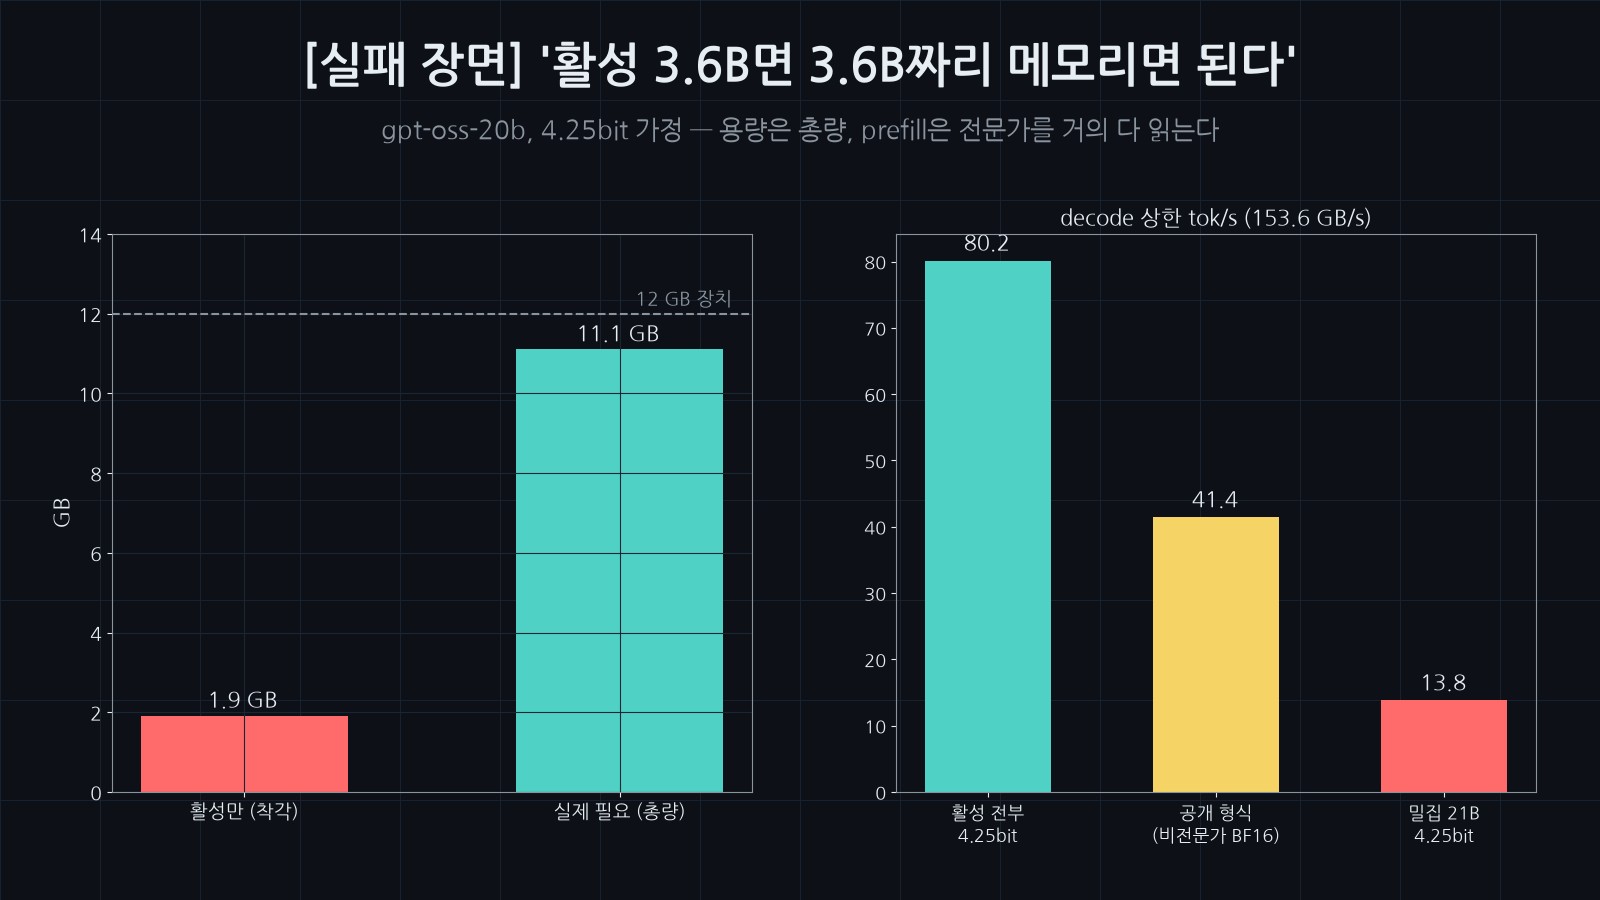 [실패 장면] '활성 3.6B면 3.6B짜리 메모리면 된다'
gpt-oss-20b, 4.25bit 가정 — 용량은 총량, prefill은 전문가를 거의 다 읽는다
14
12
10
8
6
4
2
0
GB
12 GB 장치
1.9 GB
11.1 GB
활성만 (착각)
실제 필요 (총량)
decode 상한 tok/s (153.6 GB/s)
80
70
60
50
40
30
20
10
0
80.2
41.4
13.8
활성 전부
4.25bit
공개 형식
(비전문가 BF16)
밀집 21B
4.25bit